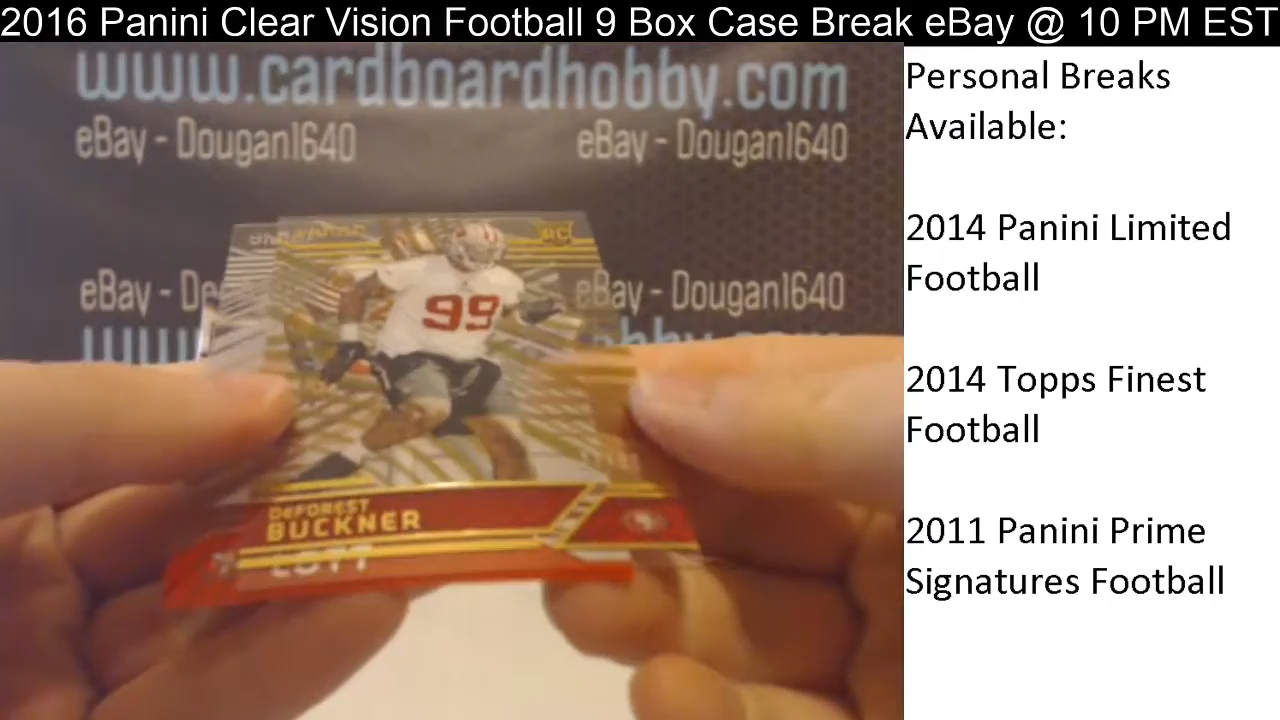 2016 Panini Clear Vision Football 9 Box Case Break eBay @ 10 PM EST
www.cardboardhobby.com
eBay - Dougan1640
eBay - Dougan1640
eBay - Dougan1640
99
DeFOREST
BUCKNER
LOTT
Personal Breaks
Available:
2014 Panini Limited
Football
2014 Topps Finest
Football
2011 Panini Prime
Signatures Football